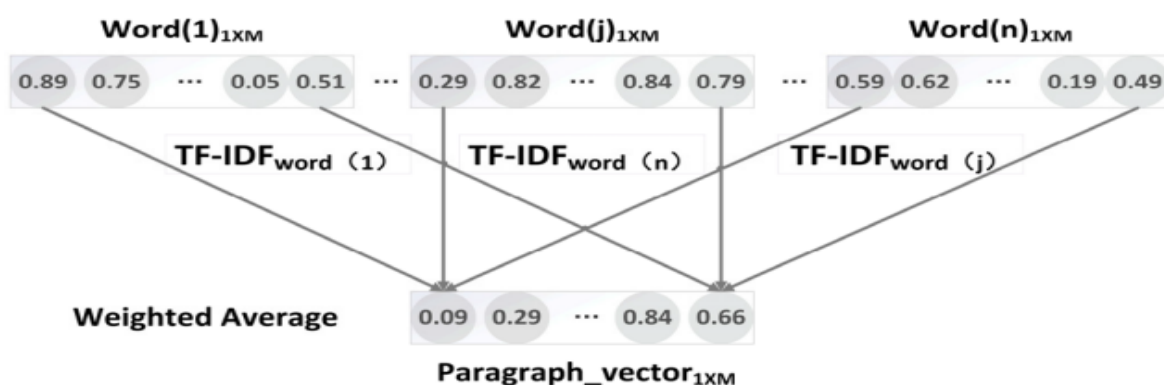 Word(1)1XM Word(j)1XM Word(n)1XM
0.89 0.75 ... 0.05 0.51 ... 0.29 0.82 ... 0.84 0.79 ... 0.59 0.62 ... 0.19 0.49
TF-IDFword（1） TF-IDFword（n） TF-IDFword（j）
Weighted Average 0.09 0.29 ... 0.84 0.66
Paragraph_vector1XM